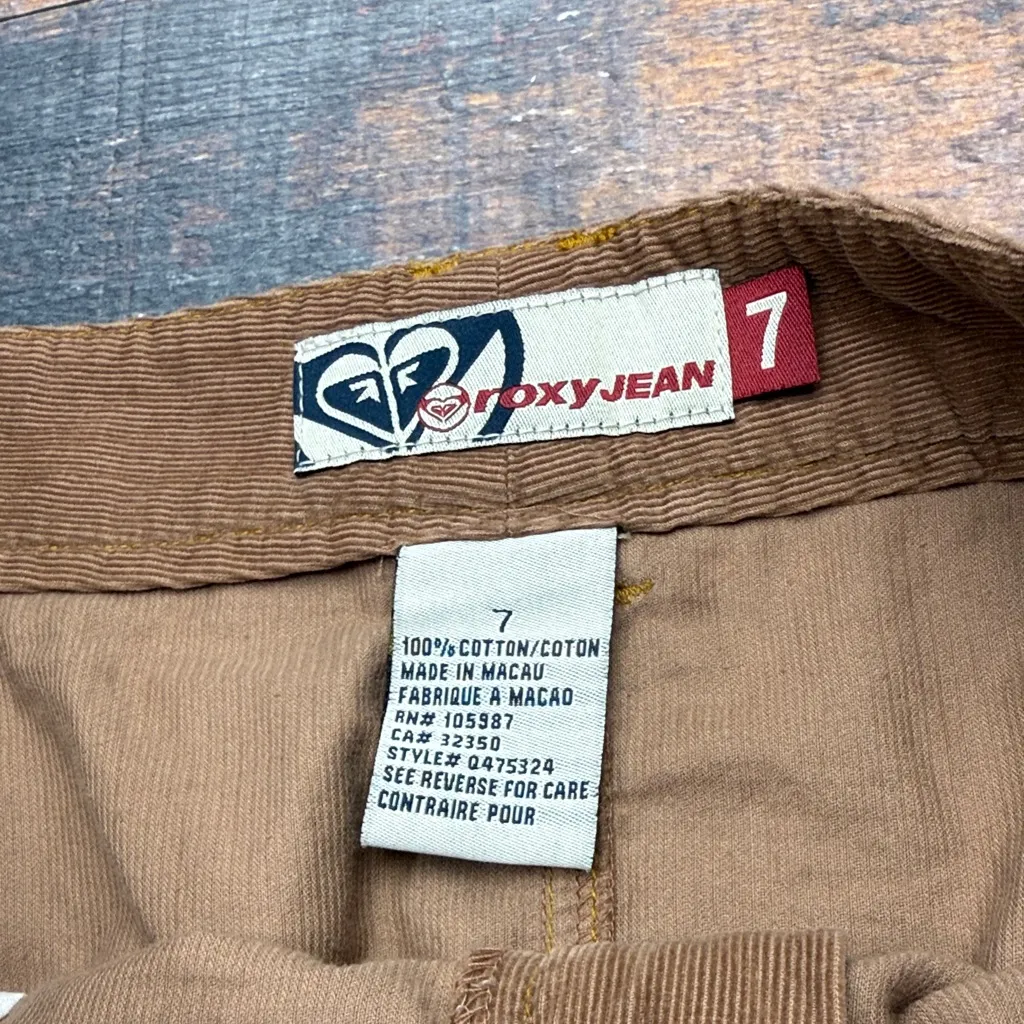 roxyJEAN
7
7
100% COTTON/COTON
MADE IN MACAU
FABRIQUE A MACAO
RN# 105987
CA# 32350
STYLE# Q475324
SEE REVERSE FOR CARE
CONTRAIRE POUR